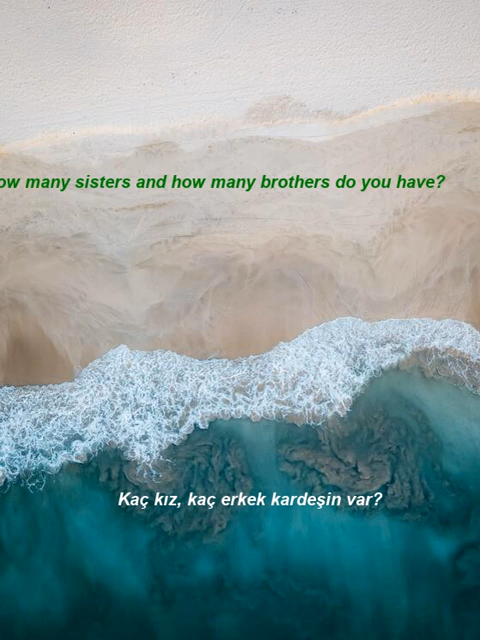 ow many sisters and how many brothers do you have?
Kaç kız, kaç erkek kardeşin var?